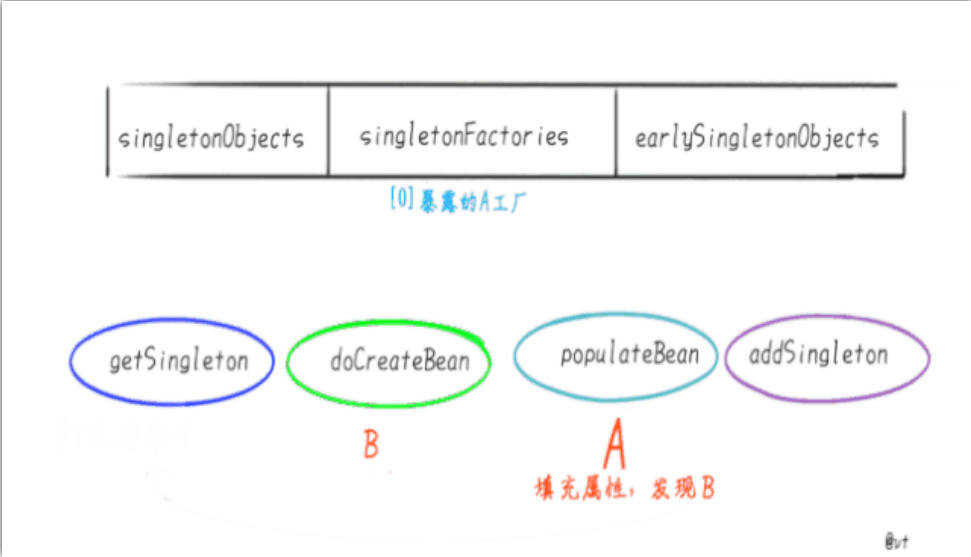 singletonObjects singletonFactories earlySingletonObjects
[0]暴露的A工厂
getSingleton doCreateBean populateBean addSingleton
B A
填充属性，发现B
@vt